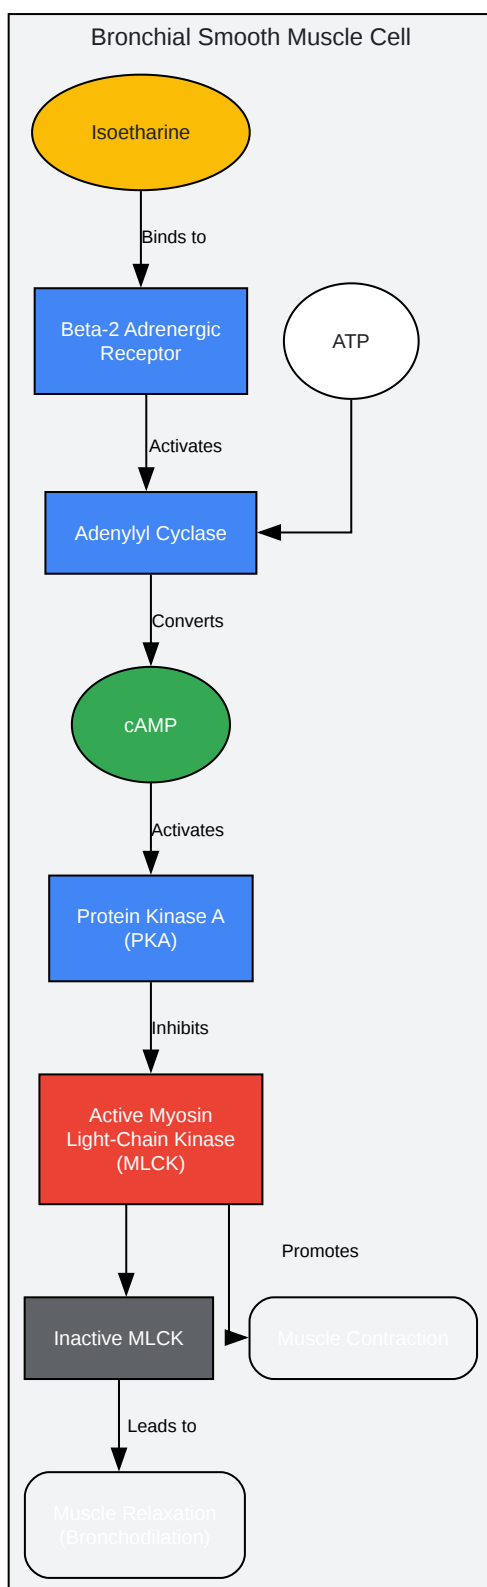 Bronchial Smooth Muscle Cell
Isoetharine
Binds to
Beta-2 Adrenergic
Receptor
ATP
Activates
Adenylyl Cyclase
Converts
cAMP
Activates
Protein Kinase A
(PKA)
Inhibits
Active Myosin
Light-Chain Kinase
(MLCK)
Promotes
Inactive MLCK
Muscle Contraction
Leads to
Muscle Relaxation
(Bronchodilation)